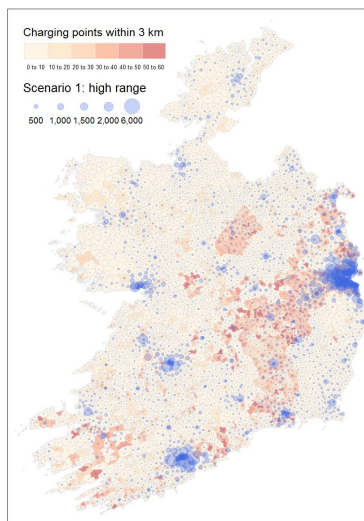 Charging points within 3 km
0 to 10 10 to 20 20 to 30 30 to 40 40 to 50 50 to 60
Scenario 1: high range
500 1,000 1,500 2,000 6,000